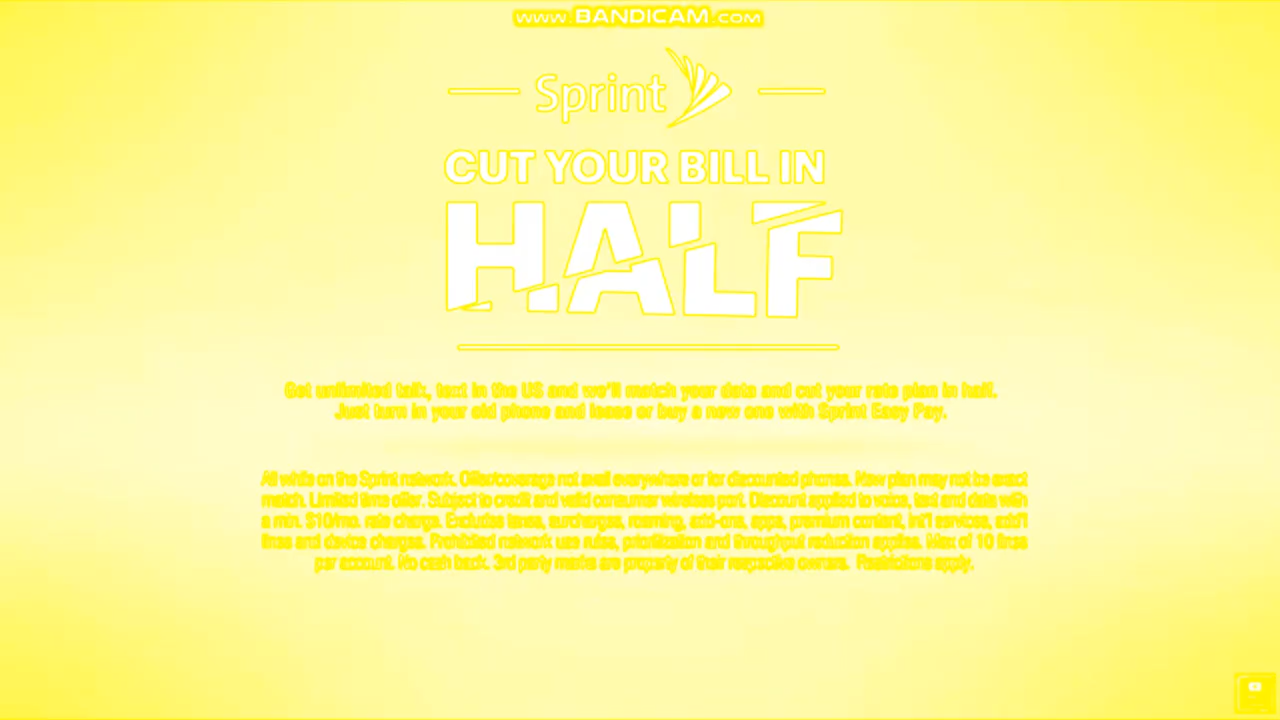 www.BANDICAM.com
Sprint
CUT YOUR BILL IN
HALF
Get unlimited talk, text in the US and we'll match your data and cut your rate plan in half.
Just turn in your old phone and lease or buy a new one with Sprint Easy Pay.
All while on the Sprint network. Offer/coverage not avail everywhere or for discounted phones. New plan may not be exact
match. Limited time offer. Subject to credit and valid consumer wireless port. Discount applied to voice, text and data with
a min. $10/mo. rate charge. Excludes taxes, surcharges, roaming, add-ons, apps, premium content, int'l services, add'l
lines and device charges. Prohibited network use rules, prioritization and throughput reduction applies. Max of 10 lines
per account. No cash back. 3rd party marks are property of their respective owners. Restrictions apply.